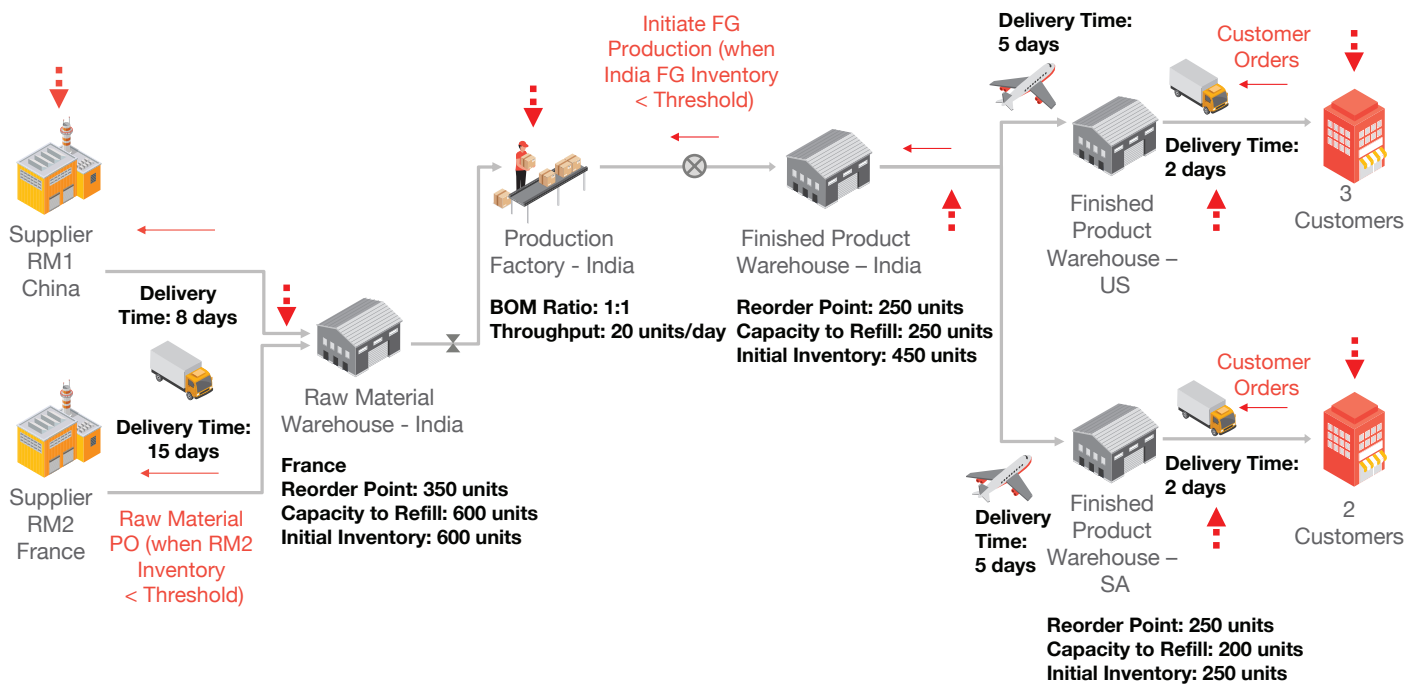 Supplier
RM1
China
Delivery
Time: 8 days
Supplier
RM2
France
Delivery Time:
15 days
Raw Material
PO (when RM2
Inventory
< Threshold)
Raw Material
Warehouse - India
France
Reorder Point: 350 units
Capacity to Refill: 600 units
Initial Inventory: 600 units
Production
Factory - India
BOM Ratio: 1:1
Throughput: 20 units/day
Initiate FG
Production (when
India FG Inventory
< Threshold)
Finished Product
Warehouse – India
Reorder Point: 250 units
Capacity to Refill: 250 units
Initial Inventory: 450 units
Delivery Time:
5 days
Finished
Product
Warehouse –
US
Customer
Orders
Delivery Time:
2 days
3
Customers
Delivery
Time:
5 days
Finished
Product
Warehouse –
SA
Customer
Orders
Delivery Time:
2 days
2
Customers
Reorder Point: 250 units
Capacity to Refill: 200 units
Initial Inventory: 250 units